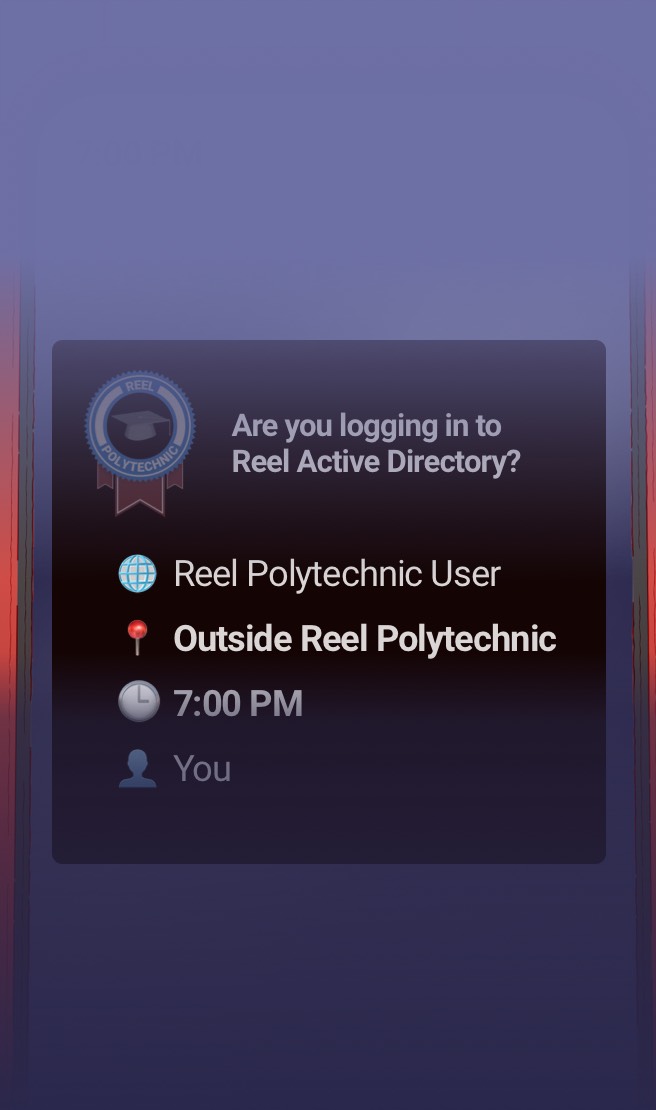 REEL
POLYTECHNIC
Are you logging in to
Reel Active Directory?
Reel Polytechnic User
Outside Reel Polytechnic
7:00 PM
You